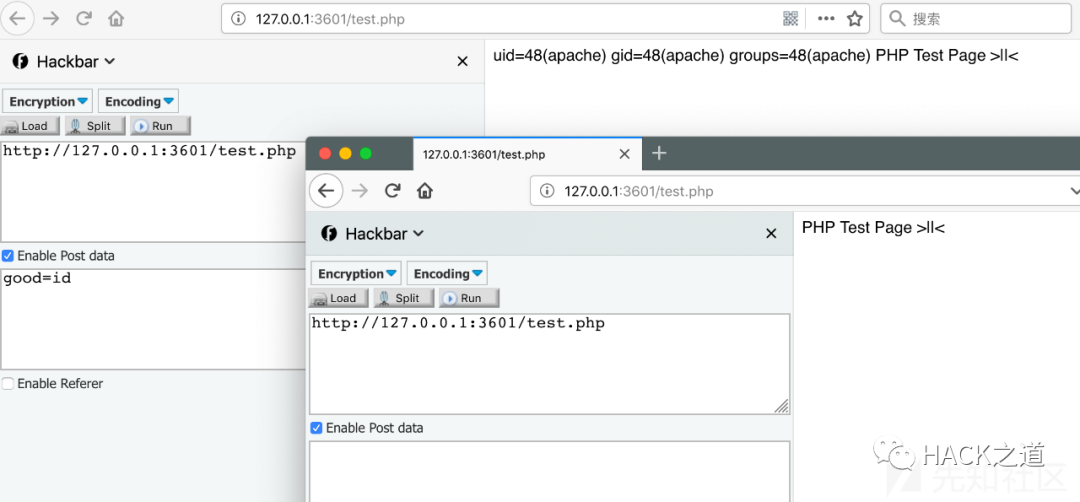 127.0.0.1:3601/test.php
搜索
Hackbar
uid=48(apache) gid=48(apache) groups=48(apache) PHP Test Page >||<
Encryption Encoding
Load Split Run
http://127.0.0.1:3601/test.php
Enable Post data
good=id
Enable Referer
127.0.0.1:3601/test.php
127.0.0.1:3601/test.php
Hackbar
PHP Test Page >||<
Encryption Encoding
Load Split Run
http://127.0.0.1:3601/test.php
Enable Post data
HACK之道
先知社区